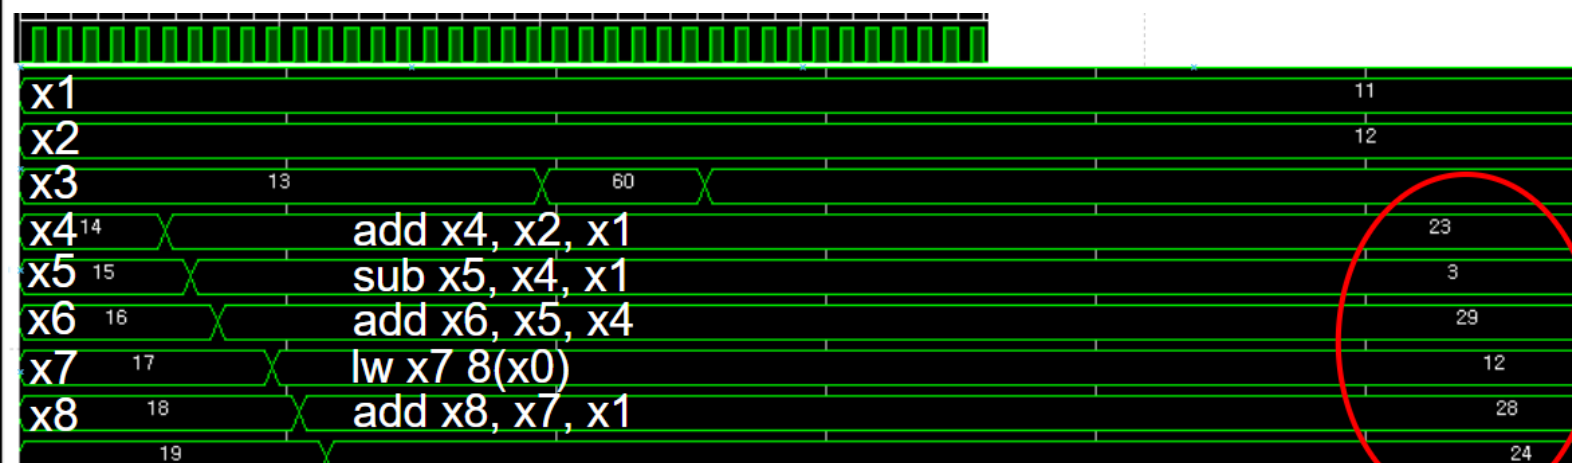 x1 11
x2 12
x3 13 60
x4 14 add x4, x2, x1 23
x5 15 sub x5, x4, x1 3
x6 16 add x6, x5, x4 29
x7 17 lw x7 8(x0) 12
x8 18 add x8, x7, x1 28
19 24